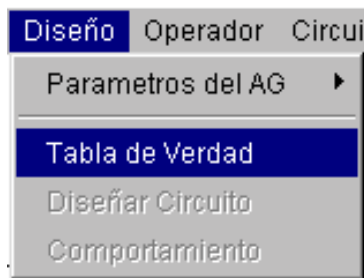 Diseño Operador Circui
Parametros del AG
Tabla de Verdad
Diseñar Circuito
Comportamiento